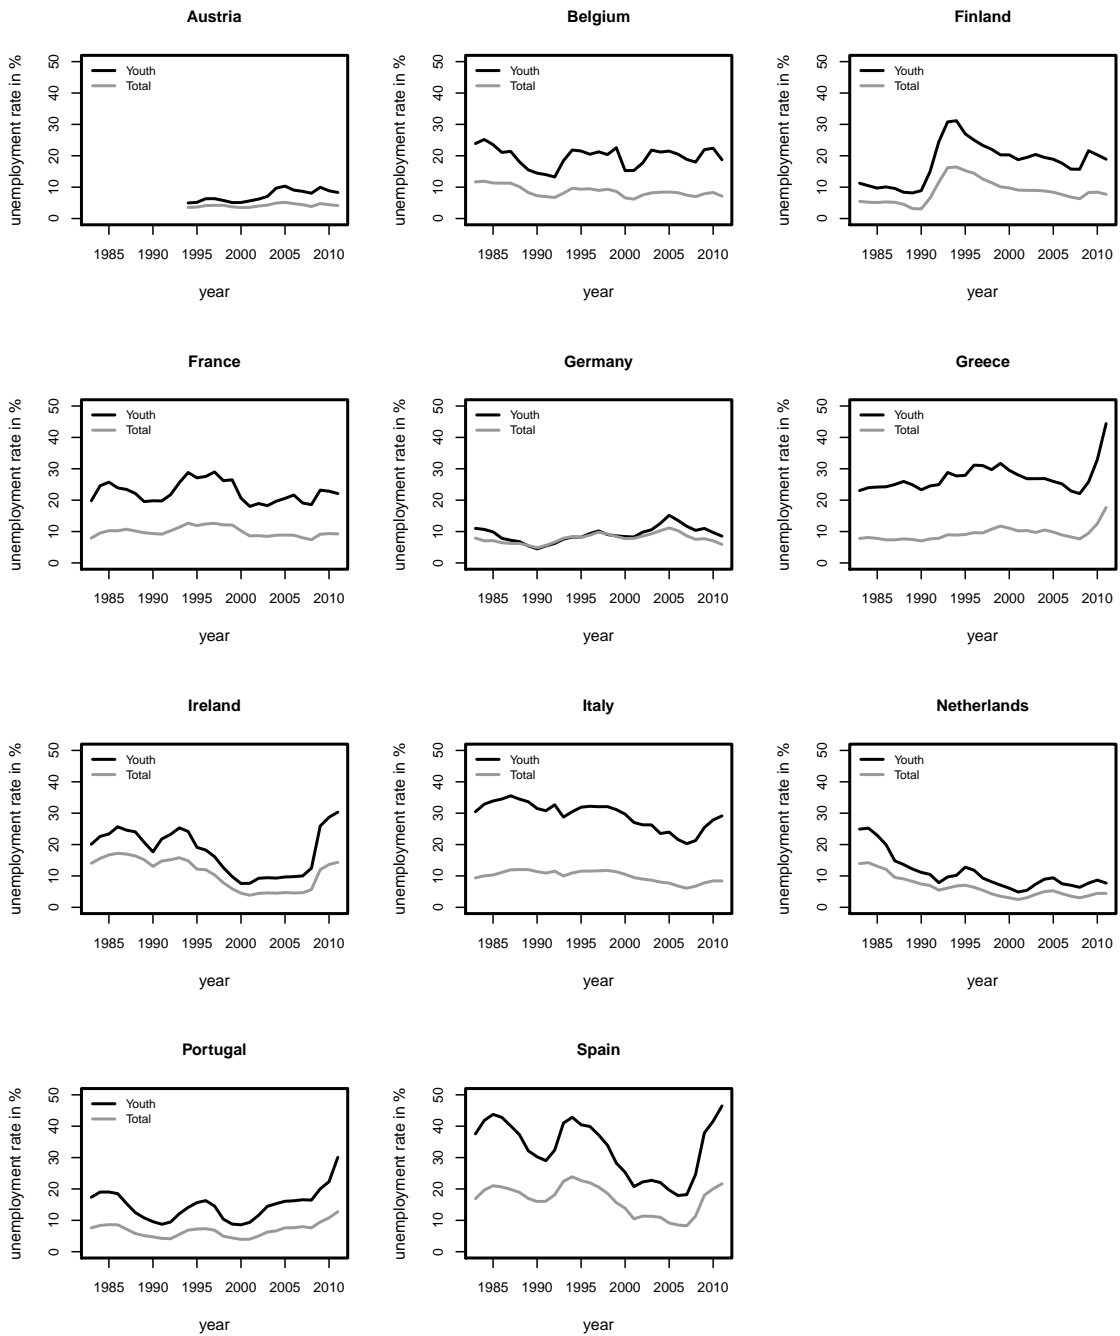 Austria
unemployment rate in %
50
40
30
20
10
0
Youth
Total
1985 1990 1995 2000 2005 2010
year
Belgium
unemployment rate in %
50
40
30
20
10
0
Youth
Total
1985 1990 1995 2000 2005 2010
year
Finland
unemployment rate in %
50
40
30
20
10
0
Youth
Total
1985 1990 1995 2000 2005 2010
year
France
unemployment rate in %
50
40
30
20
10
0
Youth
Total
1985 1990 1995 2000 2005 2010
year
Germany
unemployment rate in %
50
40
30
20
10
0
Youth
Total
1985 1990 1995 2000 2005 2010
year
Greece
unemployment rate in %
50
40
30
20
10
0
Youth
Total
1985 1990 1995 2000 2005 2010
year
Ireland
unemployment rate in %
50
40
30
20
10
0
Youth
Total
1985 1990 1995 2000 2005 2010
year
Italy
unemployment rate in %
50
40
30
20
10
0
Youth
Total
1985 1990 1995 2000 2005 2010
year
Netherlands
unemployment rate in %
50
40
30
20
10
0
Youth
Total
1985 1990 1995 2000 2005 2010
year
Portugal
unemployment rate in %
50
40
30
20
10
0
Youth
Total
1985 1990 1995 2000 2005 2010
year
Spain
unemployment rate in %
50
40
30
20
10
0
1985 1990 1995 2000 2005 2010
year